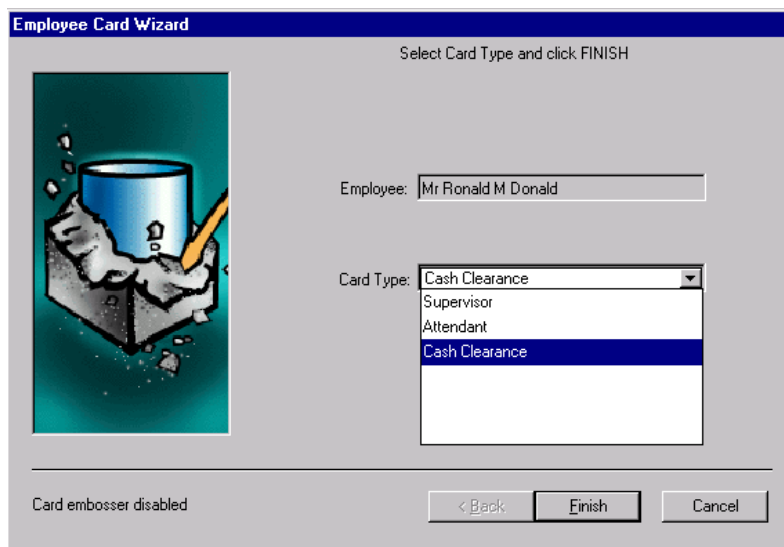 Employee Card Wizard
Select Card Type and click FINISH
Employee: Mr Ronald M Donald
Card Type: Cash Clearance
Supervisor
Attendant
Cash Clearance
Card embosser disabled
< Back Finish Cancel